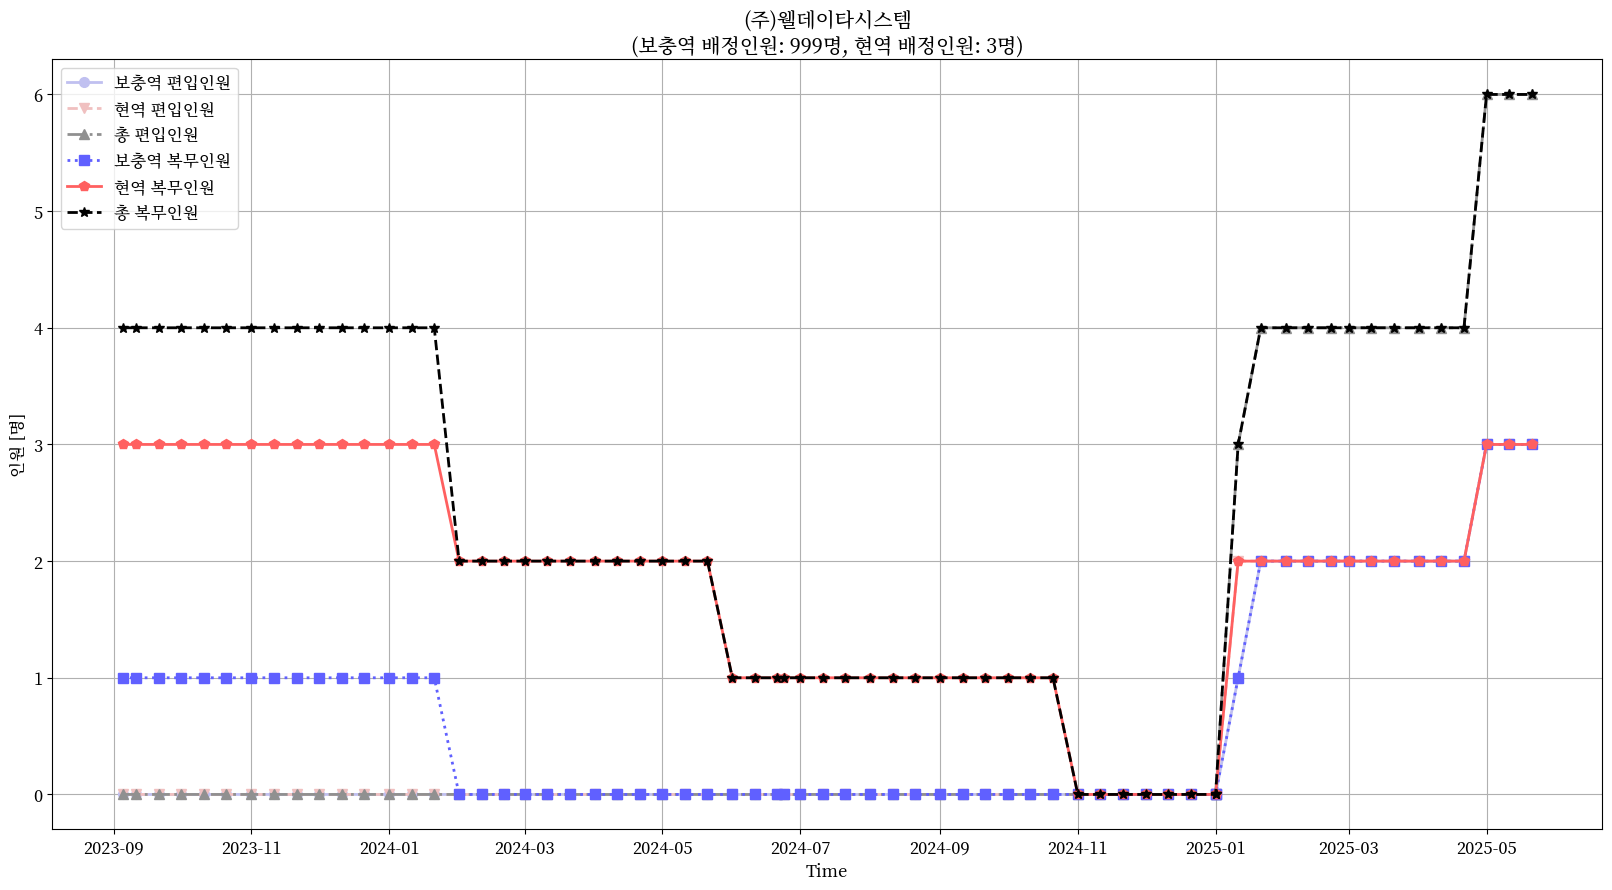 (주)웰데이타시스템
(보충역 배정인원: 999명, 현역 배정인원: 3명)
보충역 편입인원
현역 편입인원
총 편입인원
보충역 복무인원
현역 복무인원
총 복무인원
인원 [명]
6
5
4
3
2
1
0
2023-09 2023-11 2024-01 2024-03 2024-05 2024-07 2024-09 2024-11 2025-01 2025-03 2025-05
Time